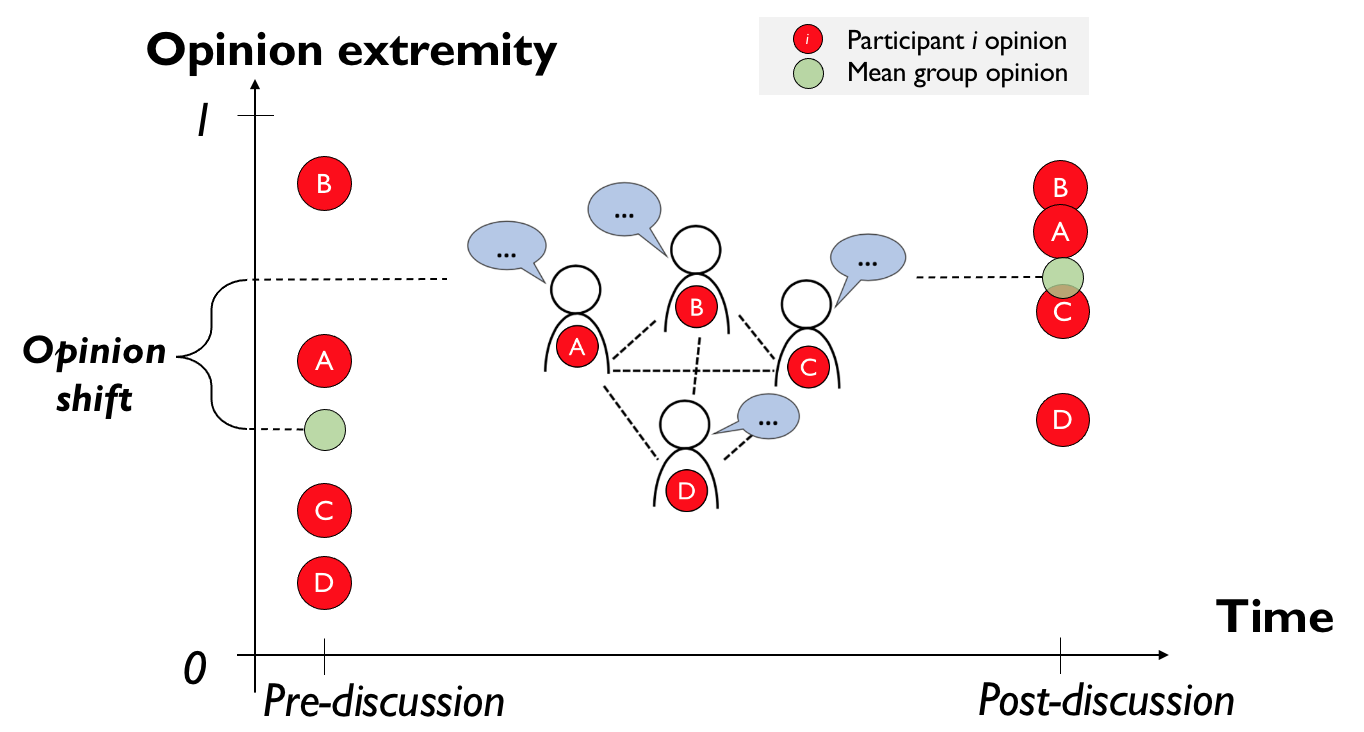 Opinion extremity
i Participant i opinion
Mean group opinion
1
B
B
...
...
A
...
B
A
C
Opinion
shift
A
C
...
D
C
D
D
0
Time
Pre-discussion
Post-discussion